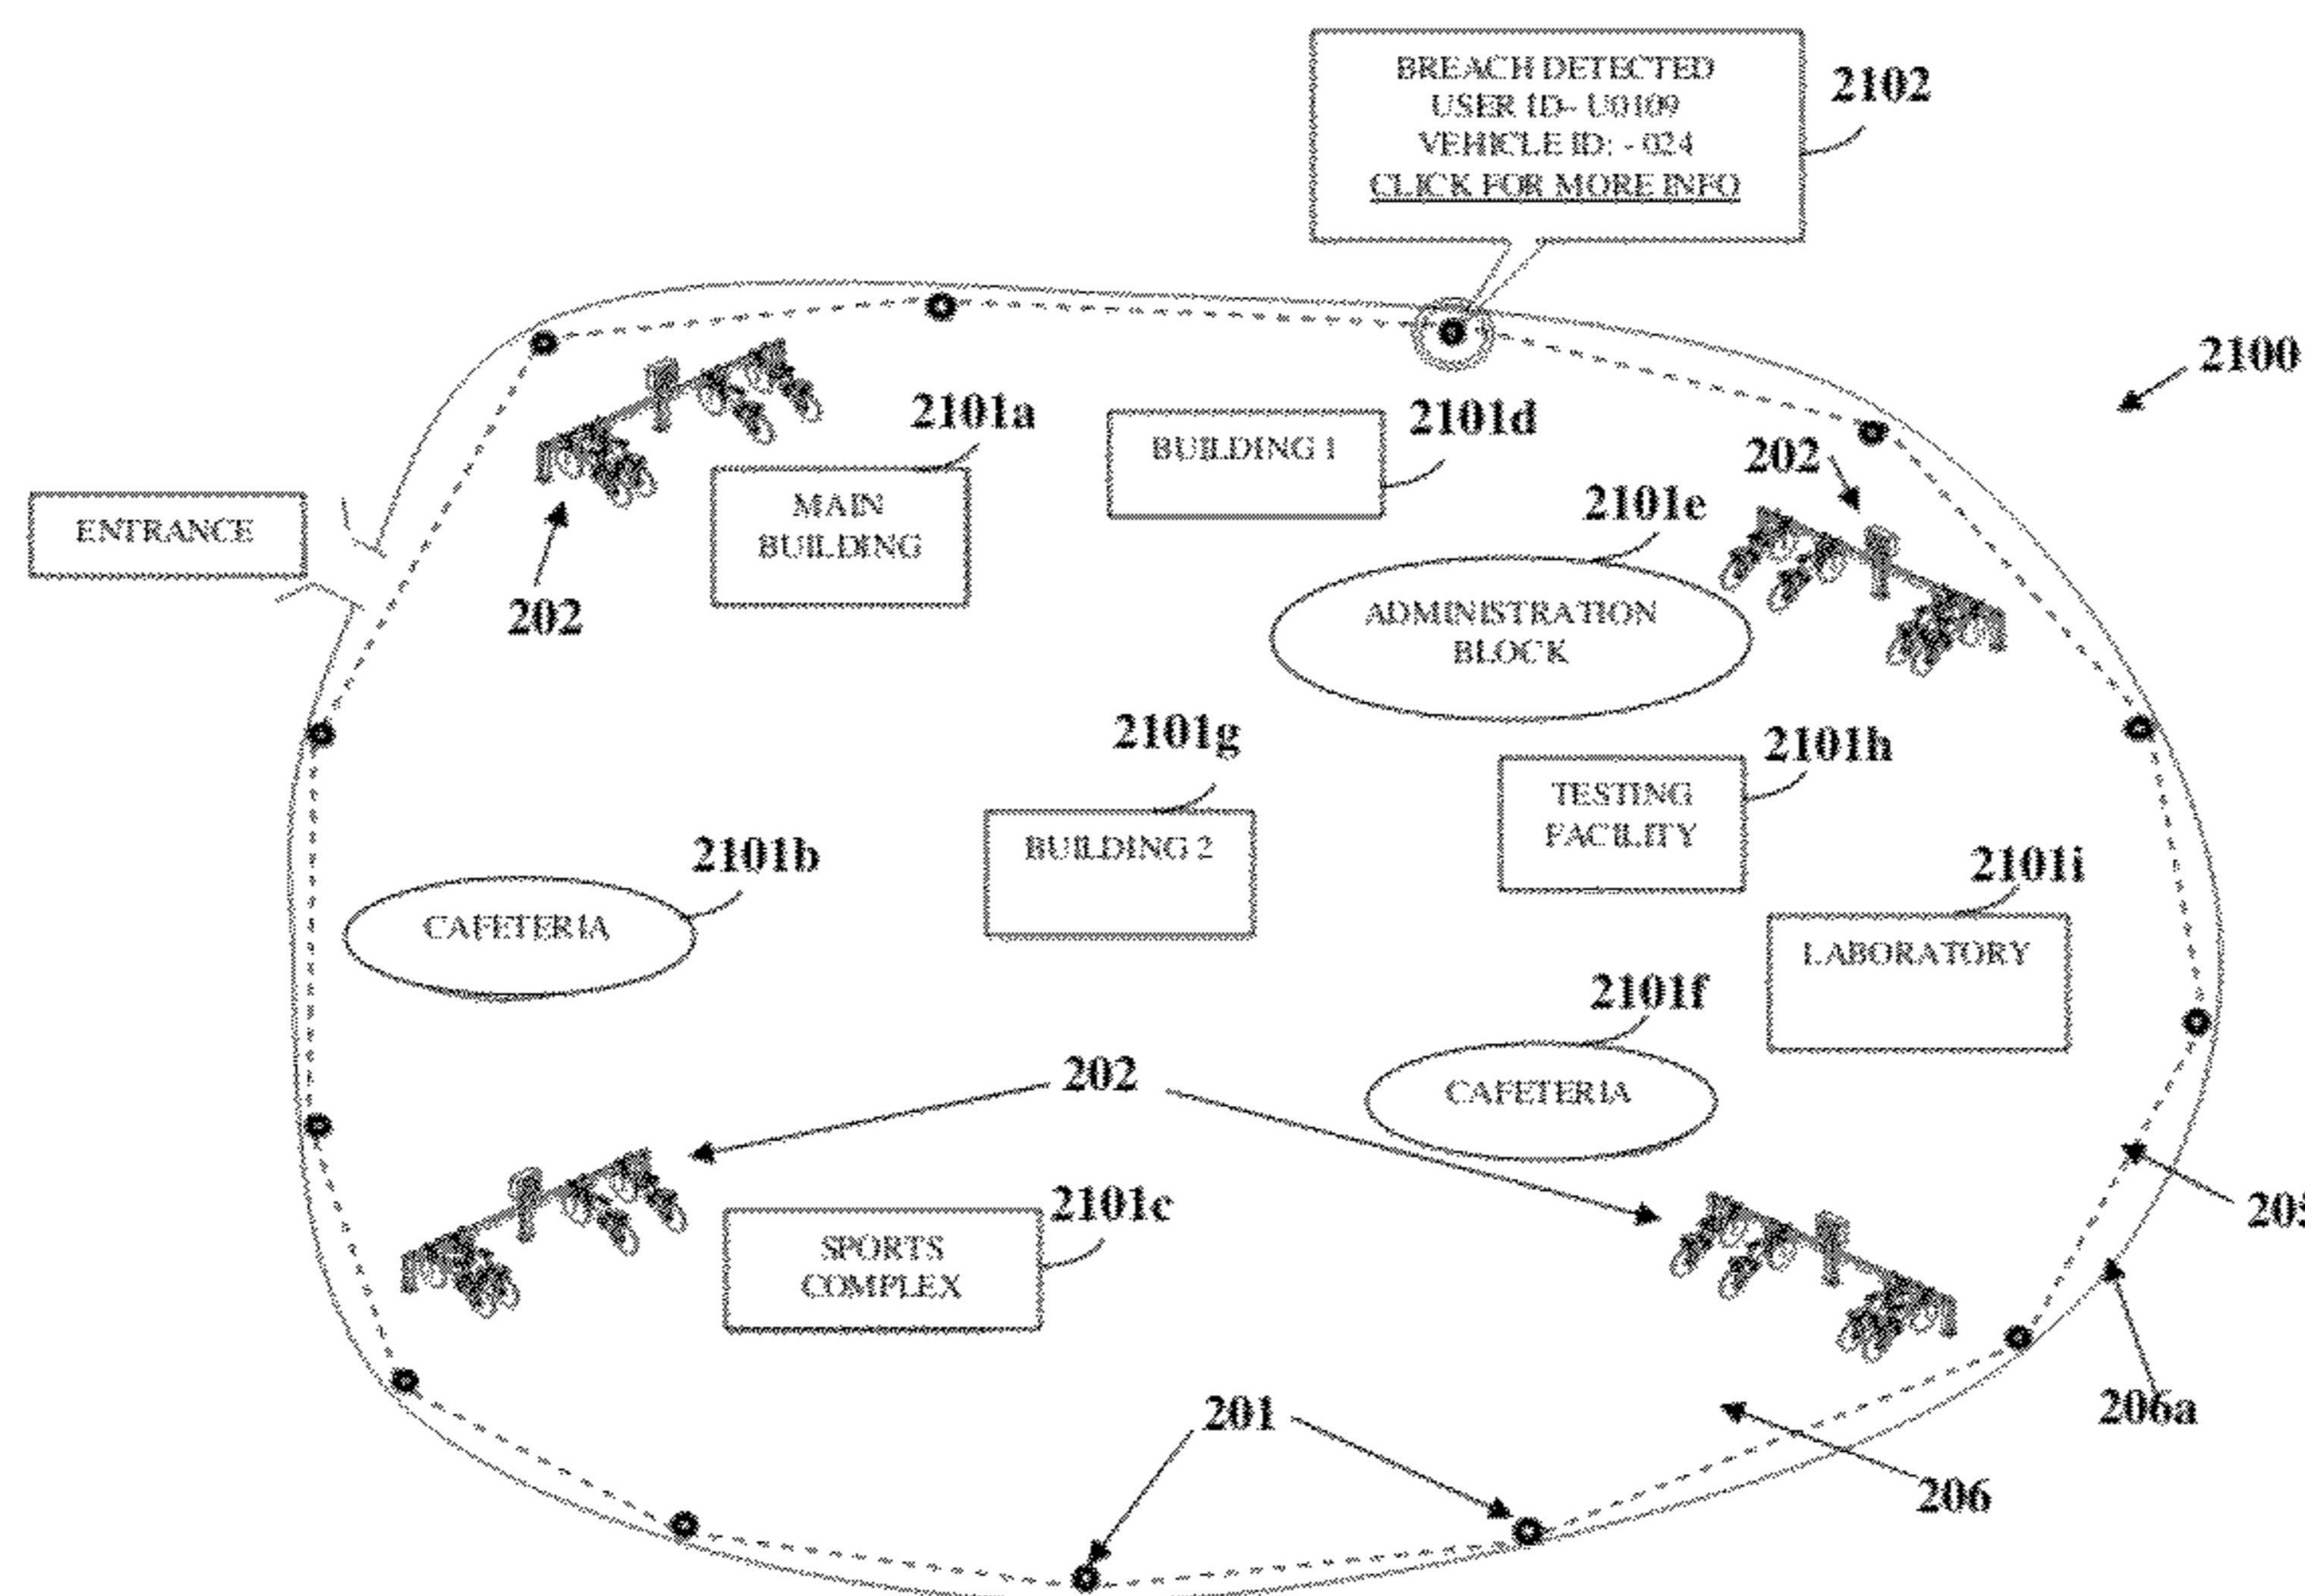 BREACH DETECTED
USER ID- U0109
VEHICLE ID: - 024
CLICK FOR MORE INFO
2102
2100
2101a
2101d
BUILDING 1
202
MAIN
BUILDING
2101e
ENTRANCE
202
ADMINISTRATION
BLOCK
2101g
2101h
TESTING
FACILITY
BUILDING 2
2101b
2101i
CAFETERIA
LABORATORY
2101f
202
CAFETERIA
2101c
SPORTS
COMPLEX
201
206a
206